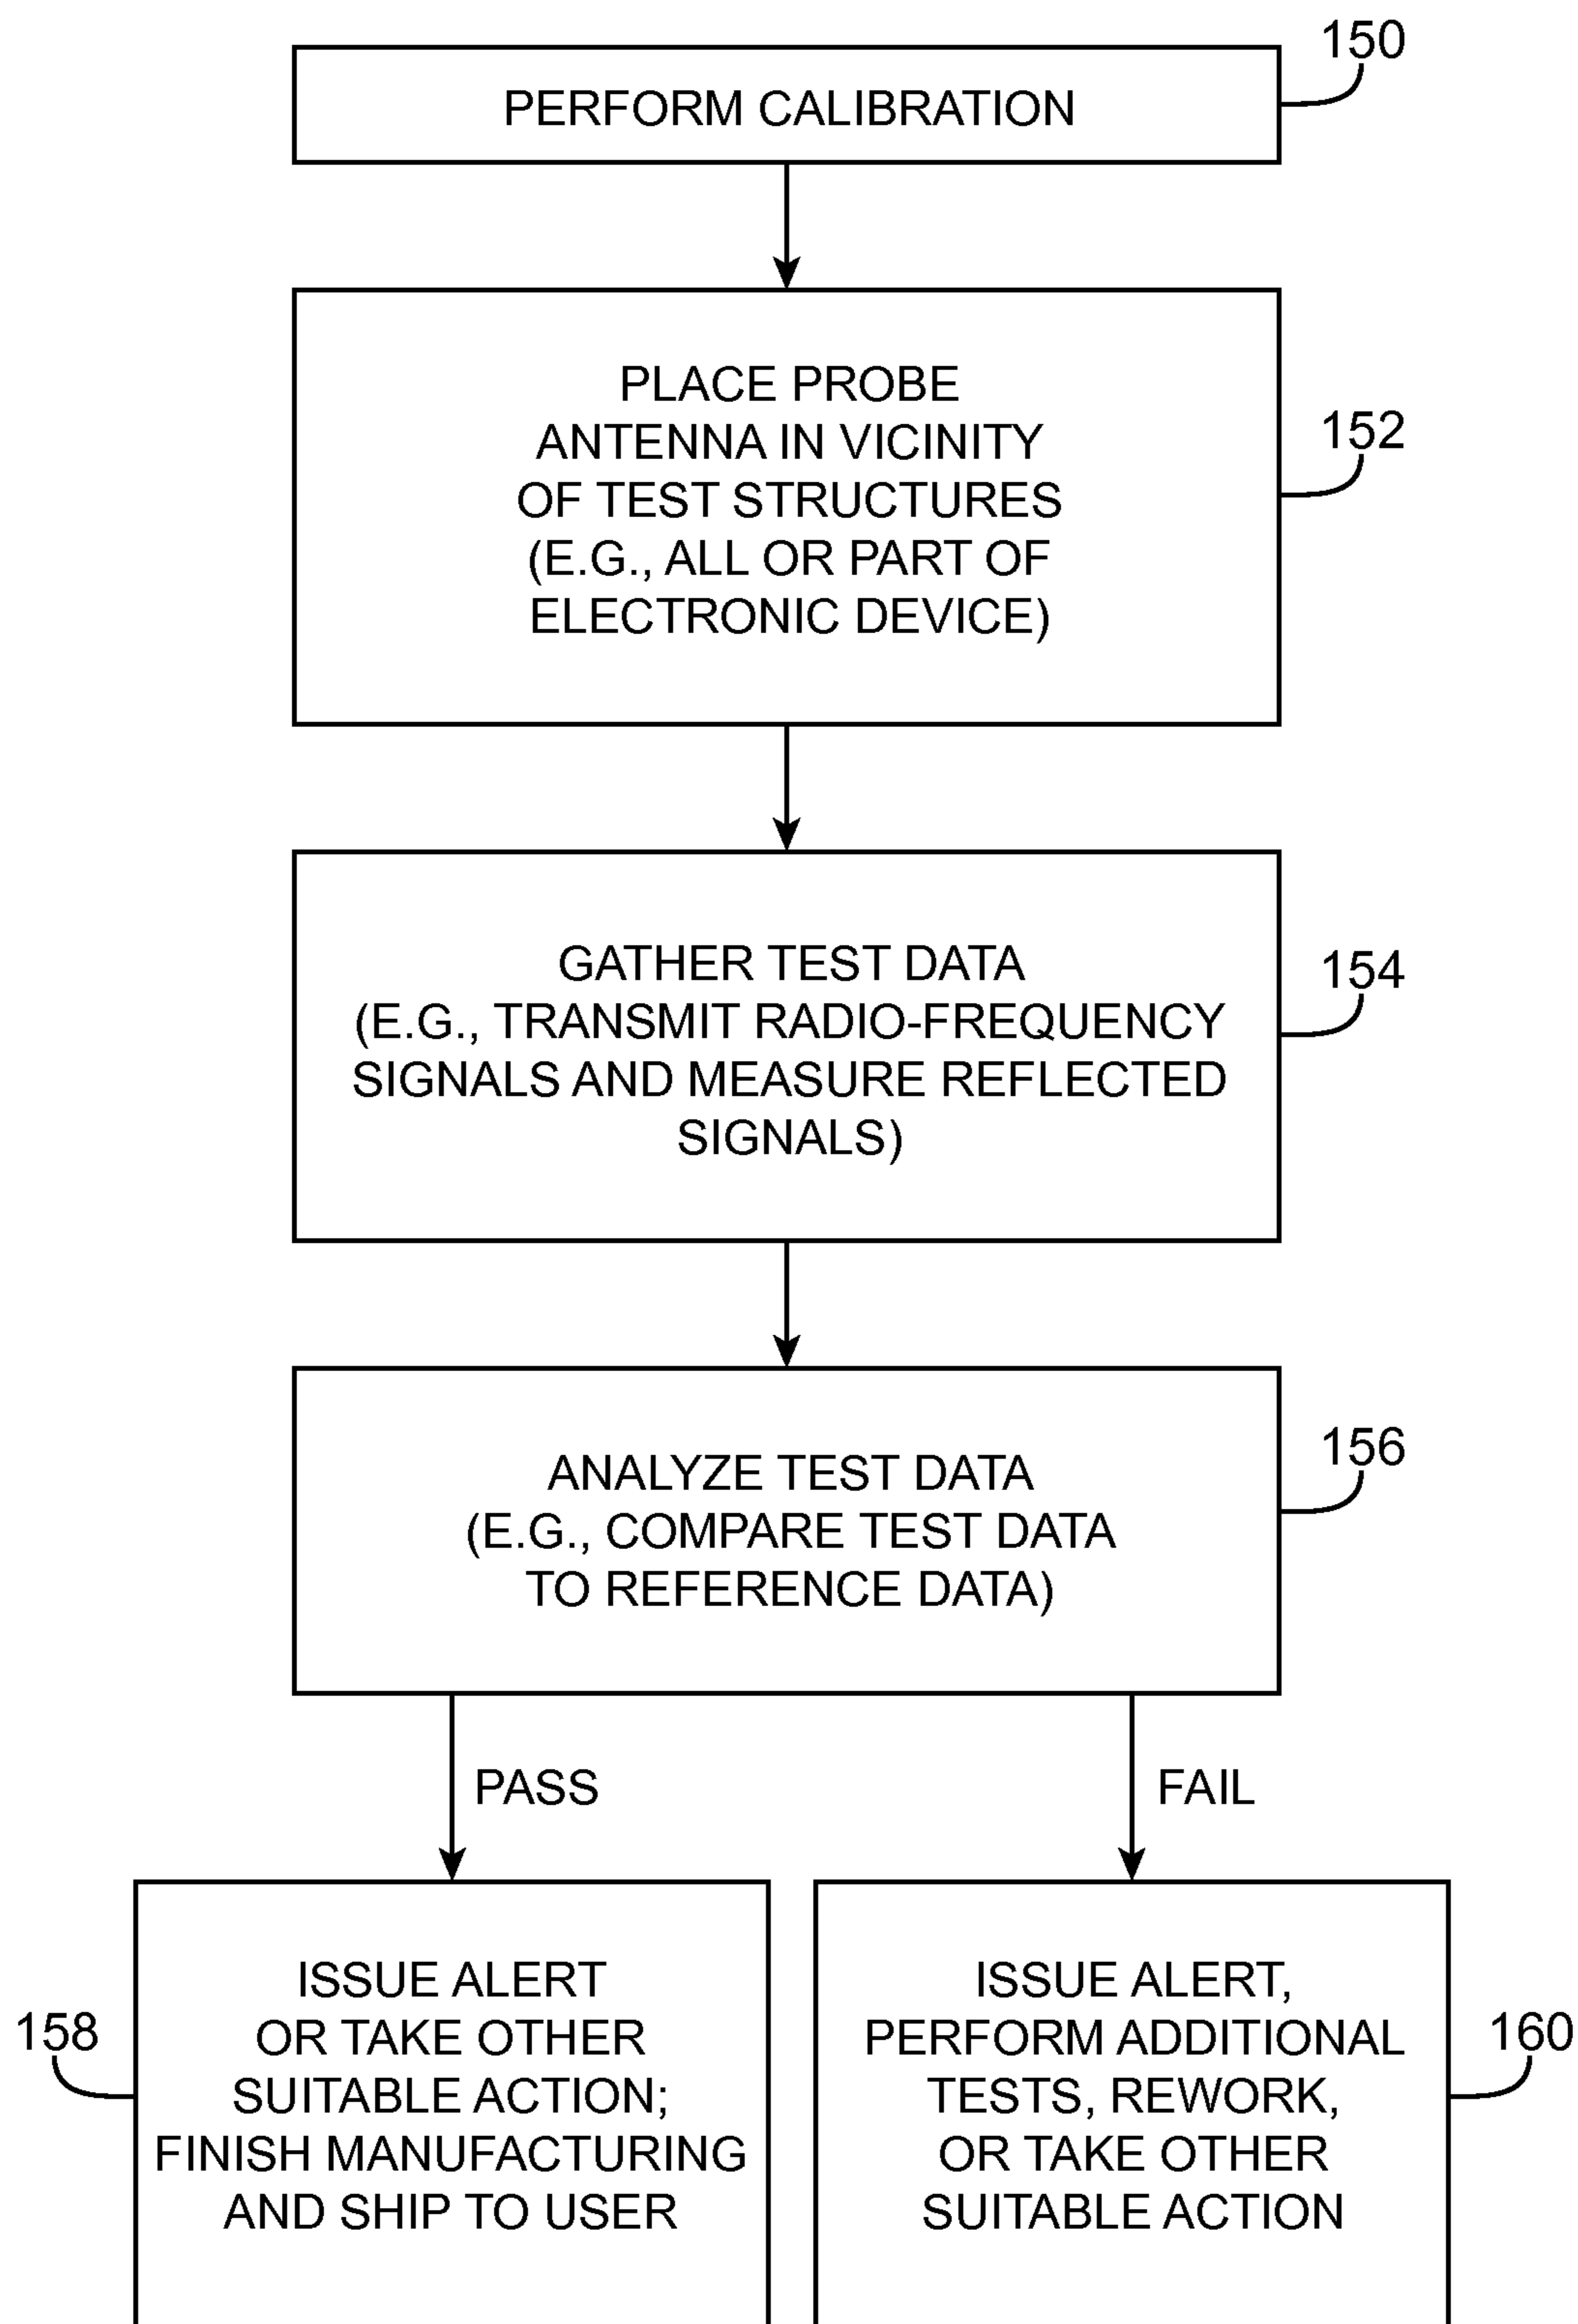 150
PERFORM CALIBRATION
PLACE PROBE
ANTENNA IN VICINITY
OF TEST STRUCTURES
(E.G., ALL OR PART OF
ELECTRONIC DEVICE)
152
GATHER TEST DATA
(E.G., TRANSMIT RADIO-FREQUENCY
SIGNALS AND MEASURE REFLECTED
SIGNALS)
154
ANALYZE TEST DATA
(E.G., COMPARE TEST DATA
TO REFERENCE DATA)
156
PASS
FAIL
158
ISSUE ALERT
OR TAKE OTHER
SUITABLE ACTION;
FINISH MANUFACTURING
AND SHIP TO USER
ISSUE ALERT,
PERFORM ADDITIONAL
TESTS, REWORK,
OR TAKE OTHER
SUITABLE ACTION
160